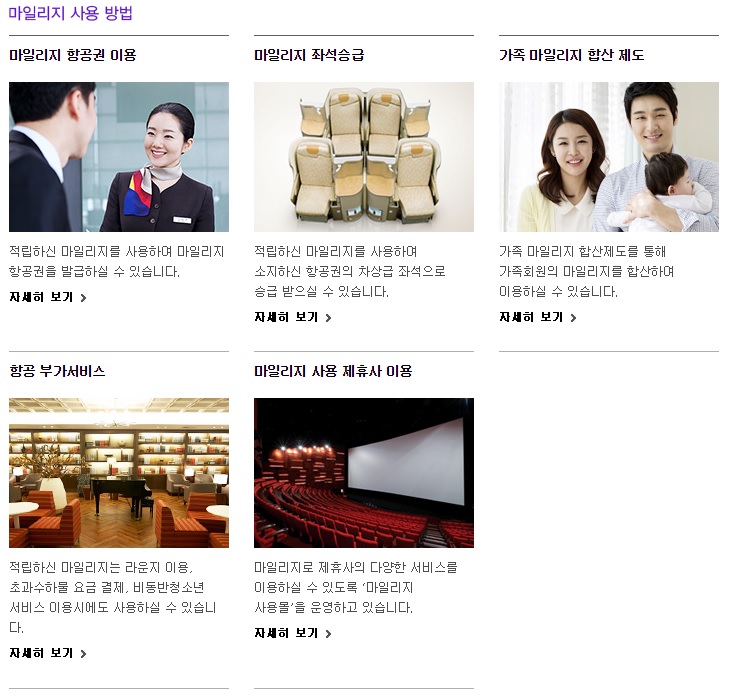 마일리지 사용 방법
마일리지 항공권 이용
적립하신 마일리지를 사용하여 마일리지
항공권을 발급하실 수 있습니다.
자세히 보기
마일리지 좌석승급
적립하신 마일리지를 사용하여
소지하신 항공권의 차상급 좌석으로
승급 받으실 수 있습니다.
자세히 보기
가족 마일리지 합산 제도
가족 마일리지 합산제도를 통해
가족회원의 마일리지를 합산하여
이용하실 수 있습니다.
자세히 보기
항공 부가서비스
적립하신 마일리지는 라운지 이용,
초과수하물 요금 결제, 비동반청소년
서비스 이용시에도 사용하실 수 있습니
다.
자세히 보기
마일리지 사용 제휴사 이용
마일리지로 제휴사의 다양한 서비스를
이용하실 수 있도록 '마일리지
사용몰'을 운영하고 있습니다.
자세히 보기